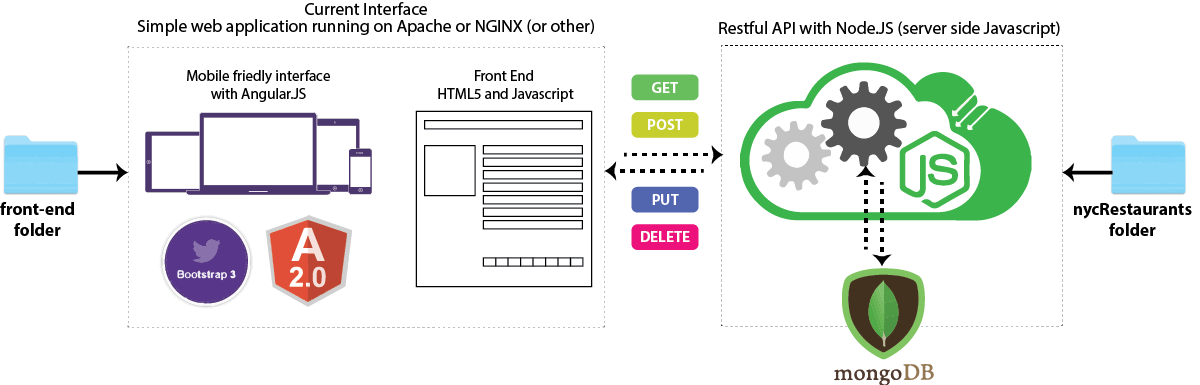 Current Interface
Simple web application running on Apache or NGINX (or other)
Restful API with Node.JS (server side Javascript)
Mobile friedly interface
with Angular.JS
Front End
HTML5 and Javascript
GET
POST
PUT
DELETE
front-end
folder
Bootstrap 3
A
2.0
JS
nycRestaurants
folder
mongoDB